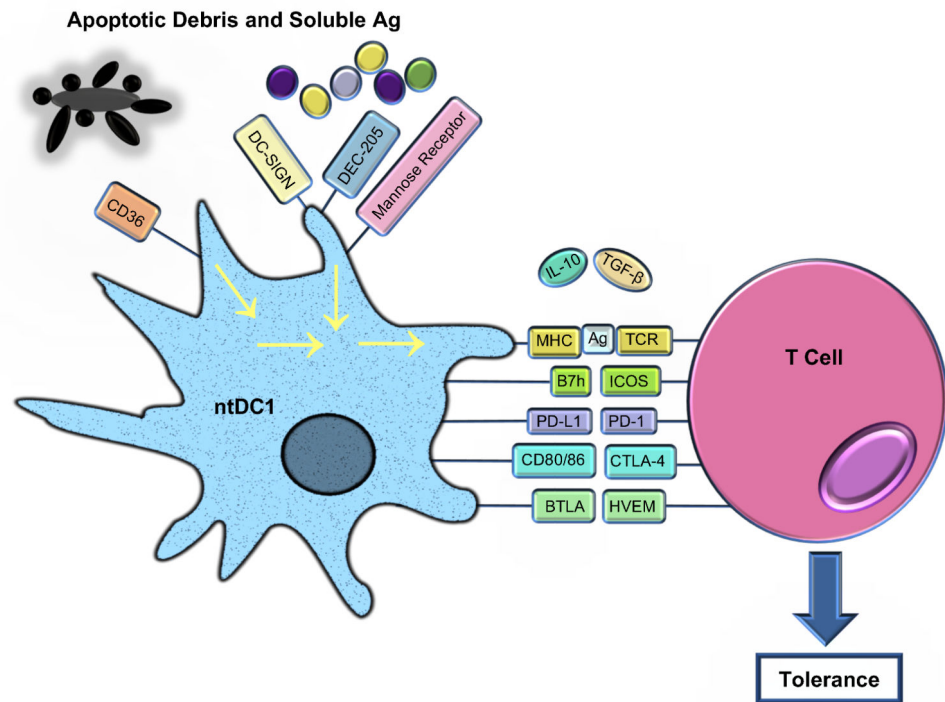 Apoptotic Debris and Soluble Ag
DC-SIGN
DEC-205
Mannose Receptor
CD36
IL-10
TGF-β
MHC
Ag
TCR
T Cell
B7h
ICOS
ntDC1
PD-L1
PD-1
CD80/86
CTLA-4
BTLA
HVEM
Tolerance